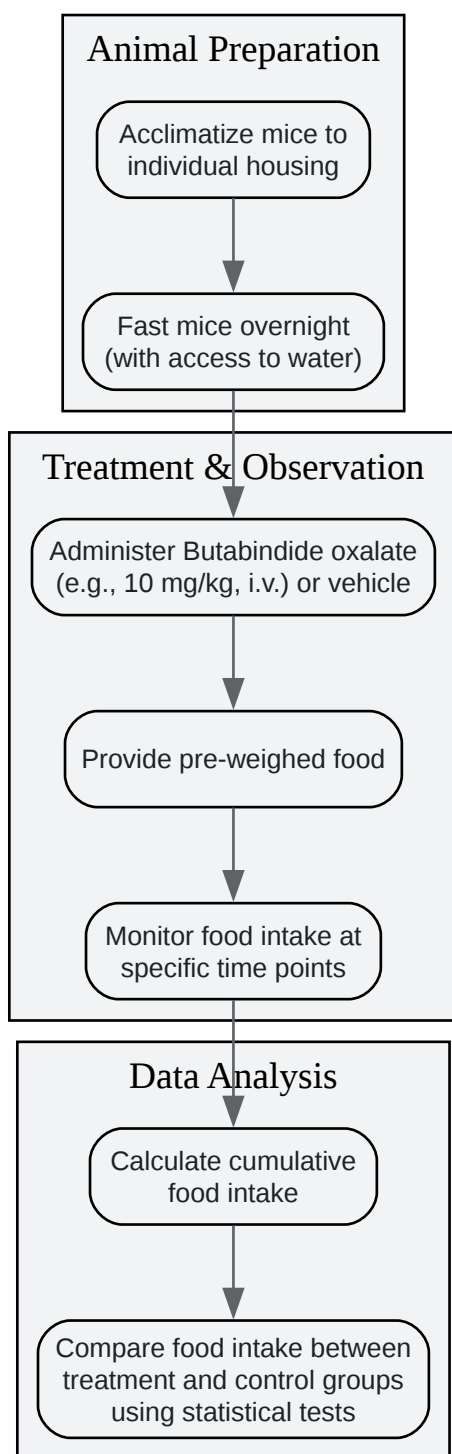 Animal Preparation
Acclimatize mice to
individual housing
Fast mice overnight
(with access to water)
Treatment & Observation
Administer Butabindide oxalate
(e.g., 10 mg/kg, i.v.) or vehicle
Provide pre-weighed food
Monitor food intake at
specific time points
Data Analysis
Calculate cumulative
food intake
Compare food intake between
treatment and control groups
using statistical tests